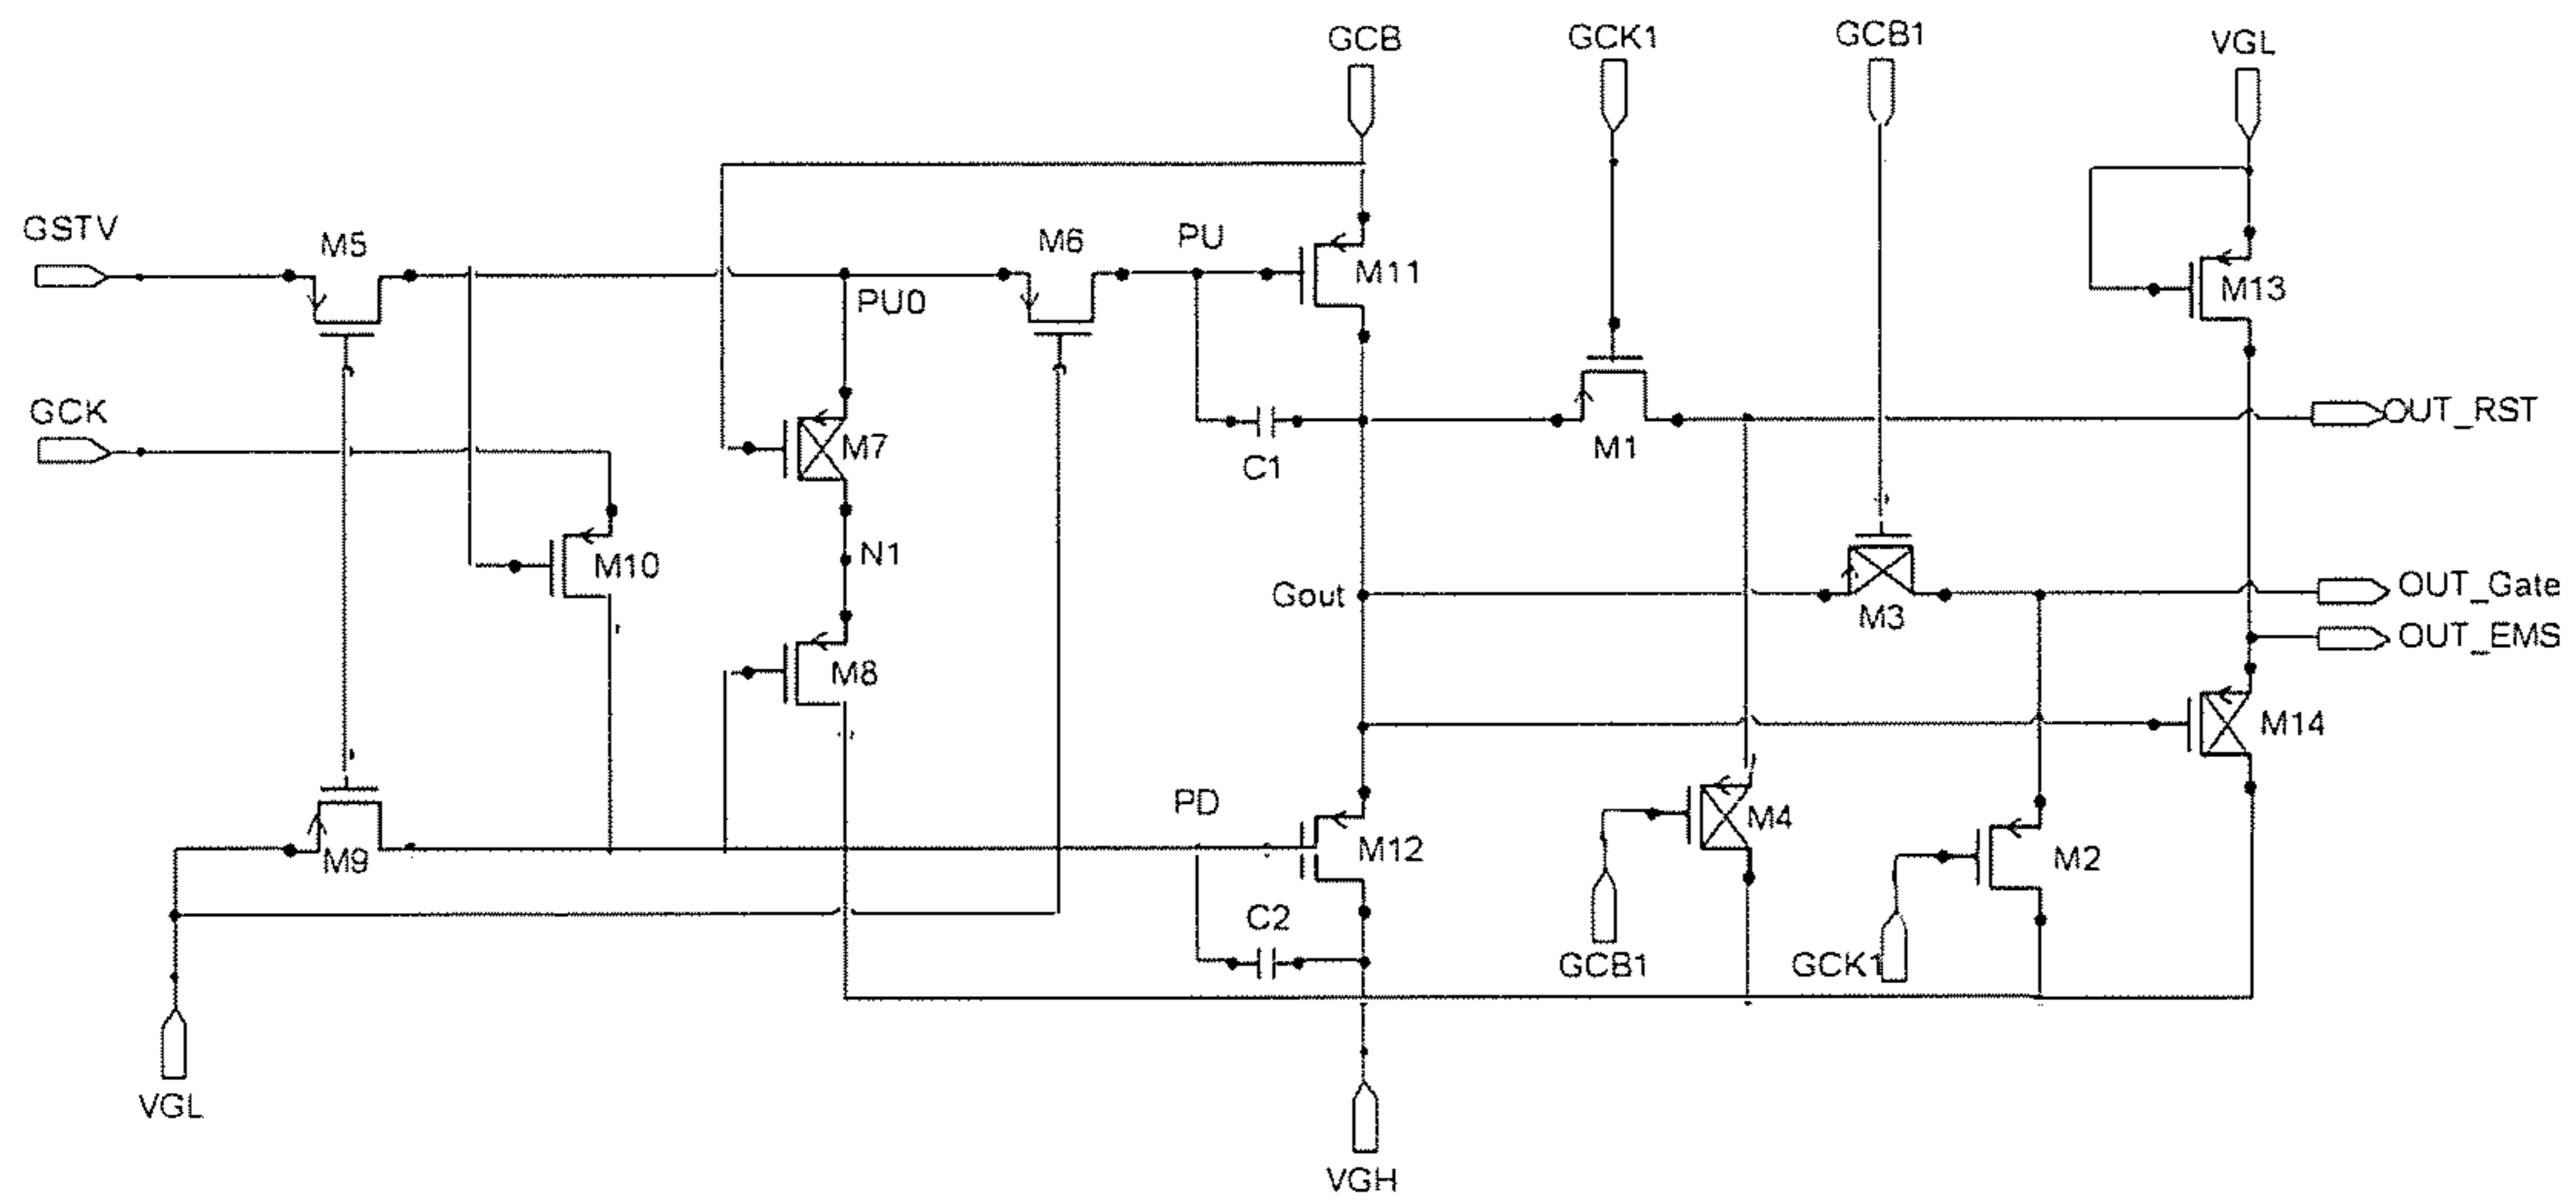 GCB
GCK1
GCB1
VGL
GSTV
M5
M6
PU
M11
M13
PU0
GCK
M7
C1
M1
OUT_RST
M10
N1
Gout
M3
OUT_Gate
OUT_EMS
M8
M14
PD
M4
M9
M12
M2
C2
GCB1
GCK1
VGL
VGH